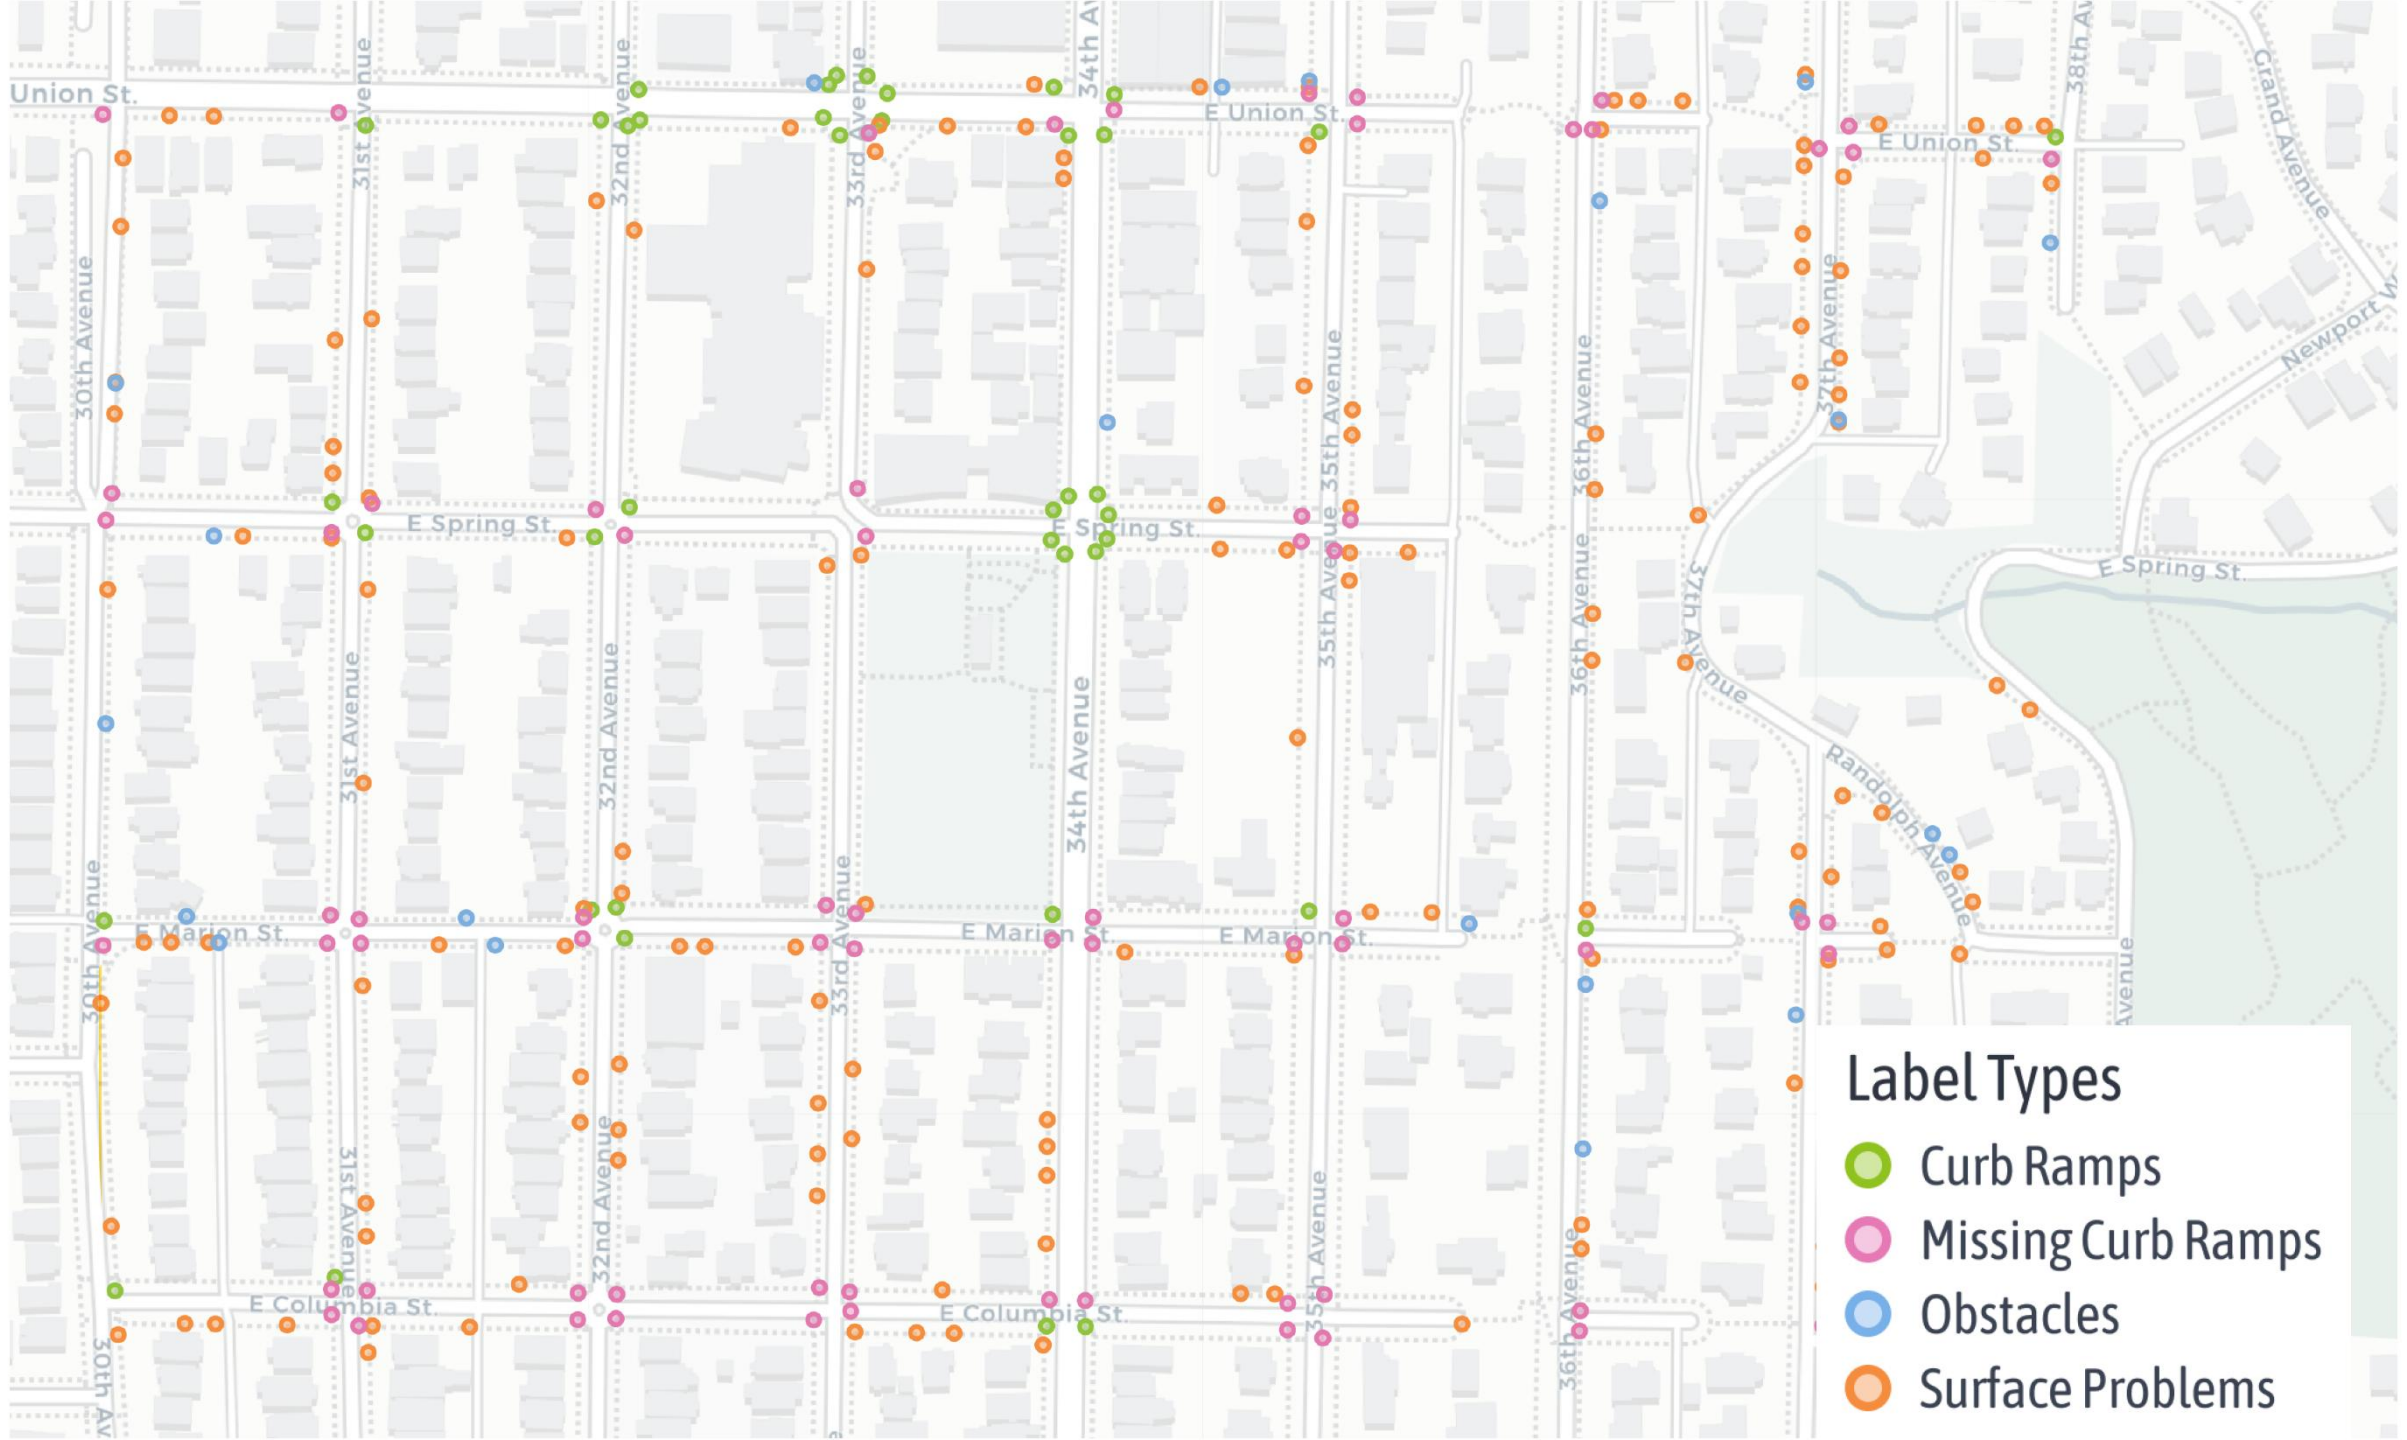 34th Av
38th Av
Grand Avenue
31st Avenue
32nd Avenue
33rd Avenue
Union St.
E Union St.
E Union St.
30th Avenue
37th Avenue
Newport W
35th Avenue
36th Avenue
E Spring St.
E Spring St.
E Spring St.
35th Avenue
36th Avenue
37th Avenue
31st Avenue
32nd Avenue
34th Avenue
Randolph Avenue
30th Avenue
33rd Avenue
E Marion St.
E Marion St.
E Marion St.
Avenue
31st Avenue
32nd Avenue
35th Avenue
36th Avenue
E Columbia St.
E Columbia St.
30th Av
Label Types
Curb Ramps
Missing Curb Ramps
Obstacles
Surface Problems